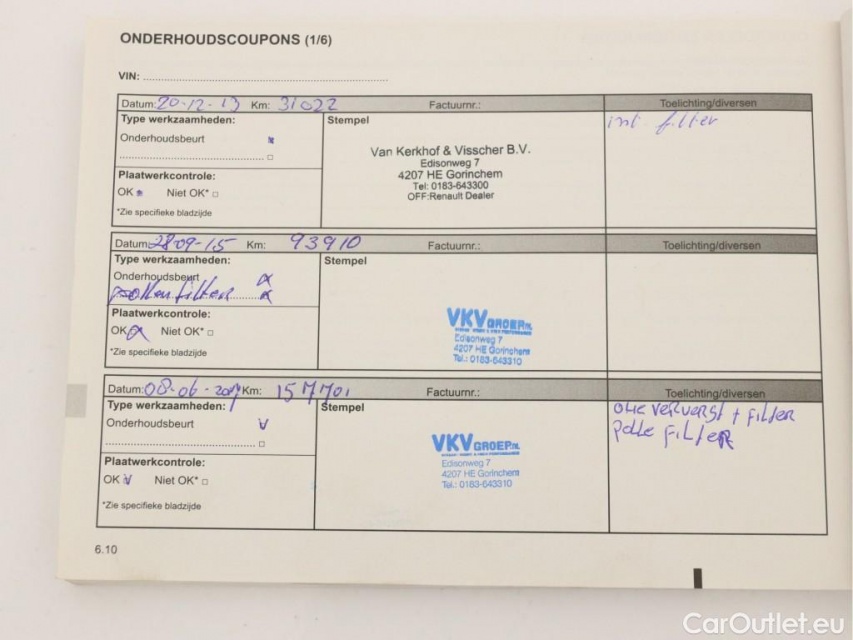 ONDERHOUDSCOUPONS (1/6)
VIN:
Datum: 20-12-13 Km: 31022 Factuurnr.: Toelichting/diversen
Type werkzaamheden: Stempel int filter
Onderhoudsbeurt
Van Kerkhof & Visscher B.V.
Edisonweg 7
4207 HE Gorinchem
Tel: 0183-643300
OFF:Renault Dealer
Plaatwerkcontrole:
OK Niet OK*
*Zie specifieke bladzijde
Datum: 28-09-15 Km: 93910 Factuurnr.: Toelichting/diversen
Type werkzaamheden: Stempel
Onderhoudsbeurt
pollenfilter
VKV GROEP.NL
Edisonweg 7
4207 HE Gorinchem
Tel.: 0183-643310
Plaatwerkcontrole:
OK Niet OK*
*Zie specifieke bladzijde
Datum: 08-06- Km: 157701 Factuurnr.: Toelichting/diversen
Type werkzaamheden: Stempel
Onderhoudsbeurt
olie ververst + Filter
polle Filter
VKV GROEP.NL
Edisonweg 7
4207 HE Gorinchem
Tel.: 0183-643310
Plaatwerkcontrole:
OK Niet OK*
*Zie specifieke bladzijde
6.10
CarOutlet.eu